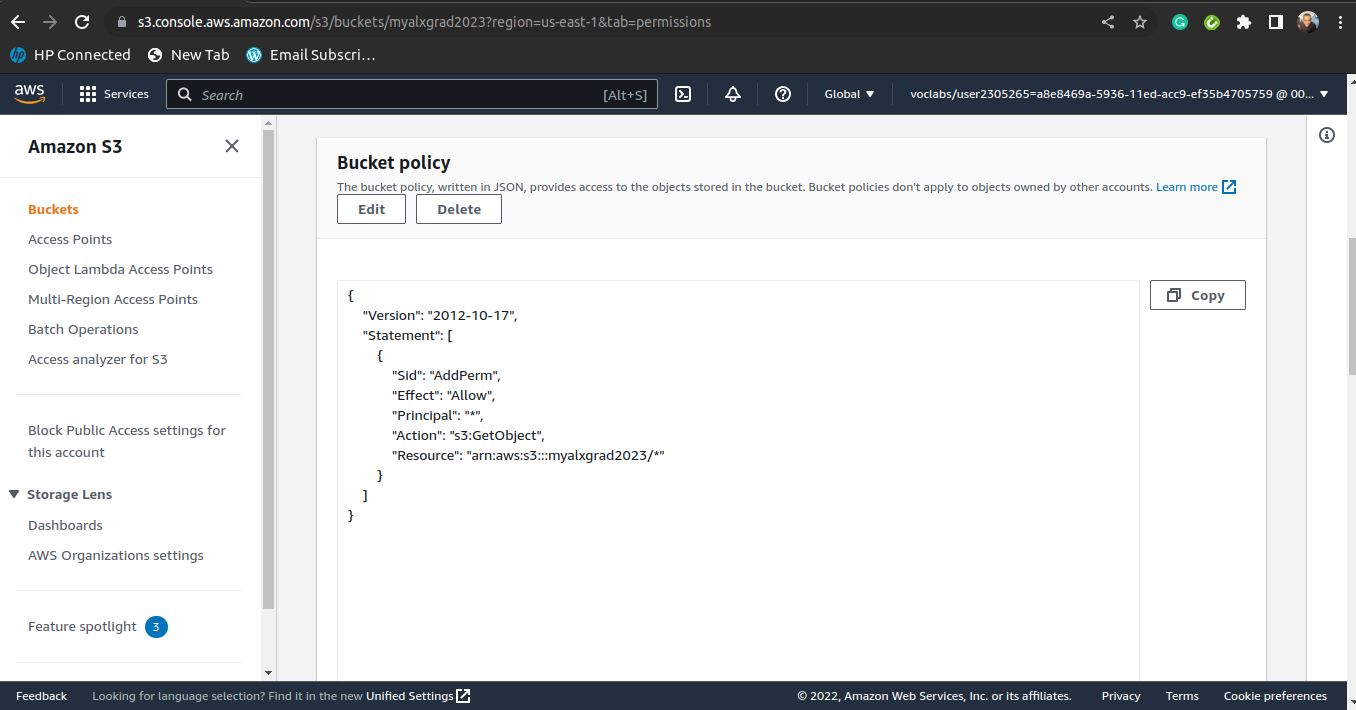 s3.console.aws.amazon.com/s3/buckets/myalxgrad2023?region=us-east-1&tab=permissions
HP Connected New Tab Email Subscri...
aws Services Search [Alt+S] Global voclabs/user2305265=a8e8469a-5936-11ed-acc9-ef35b4705759 @ 00...
Amazon S3
Buckets
Access Points
Object Lambda Access Points
Multi-Region Access Points
Batch Operations
Access analyzer for S3
Block Public Access settings for
this account
Storage Lens
Dashboards
AWS Organizations settings
Feature spotlight 3
Bucket policy
The bucket policy, written in JSON, provides access to the objects stored in the bucket. Bucket policies don't apply to objects owned by other accounts. Learn more
Edit Delete
Copy
{
"Version": "2012-10-17",
"Statement": [
{
"Sid": "AddPerm",
"Effect": "Allow",
"Principal": "*",
"Action": "s3:GetObject",
"Resource": "arn:aws:s3:::myalxgrad2023/*"
}
]
}
Feedback Looking for language selection? Find it in the new Unified Settings © 2022, Amazon Web Services, Inc. or its affiliates. Privacy Terms Cookie preferences